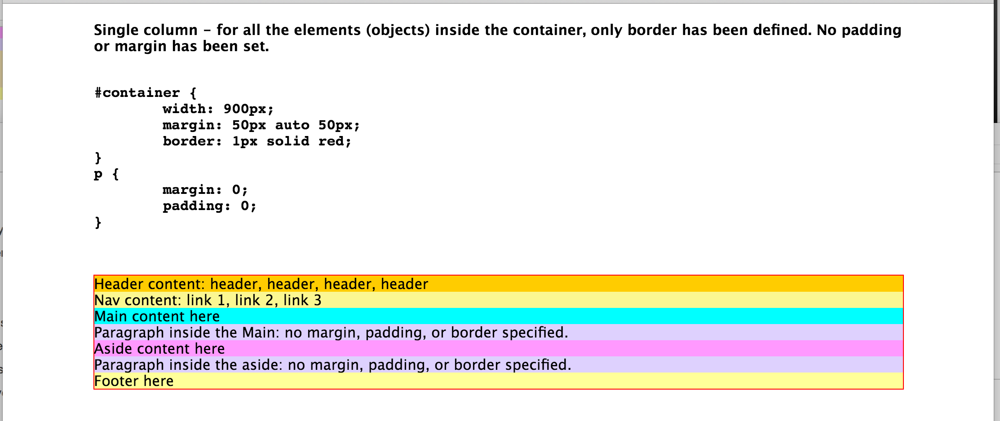 Single column – for all the elements (objects) inside the container, only border has been defined. No padding
or margin has been set.
#container {
width: 900px;
margin: 50px auto 50px;
border: 1px solid red;
}
p {
margin: 0;
padding: 0;
}
Header content: header, header, header, header
Nav content: link 1, link 2, link 3
Main content here
Paragraph inside the Main: no margin, padding, or border specified.
Aside content here
Paragraph inside the aside: no margin, padding, or border specified.
Footer here